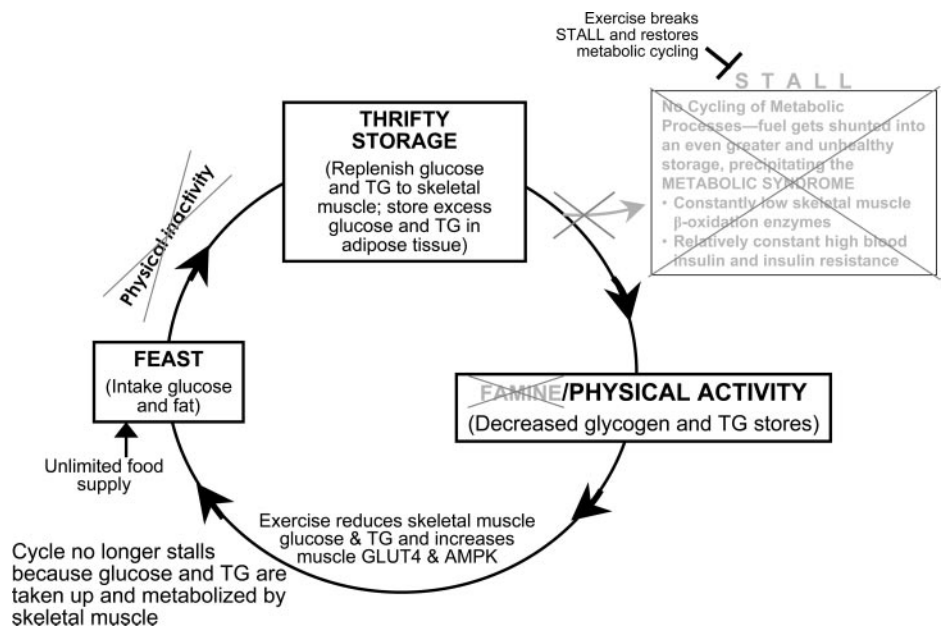 Exercise breaks
STALL and restores
metabolic cycling
S T A L L
No Cycling of Metabolic
Processes—fuel gets shunted into
an even greater and unhealthy
storage, precipitating the
METABOLIC SYNDROME
• Constantly low skeletal muscle
β-oxidation enzymes
• Relatively constant high blood
insulin and insulin resistance
THRIFTY
STORAGE
(Replenish glucose
and TG to skeletal
muscle; store excess
glucose and TG in
adipose tissue)
Physical inactivity
FEAST
(Intake glucose
and fat)
FAMINE/PHYSICAL ACTIVITY
(Decreased glycogen and TG stores)
Unlimited food
supply
Exercise reduces skeletal muscle
glucose & TG and increases
muscle GLUT4 & AMPK
Cycle no longer stalls
because glucose and TG are
taken up and metabolized by
skeletal muscle